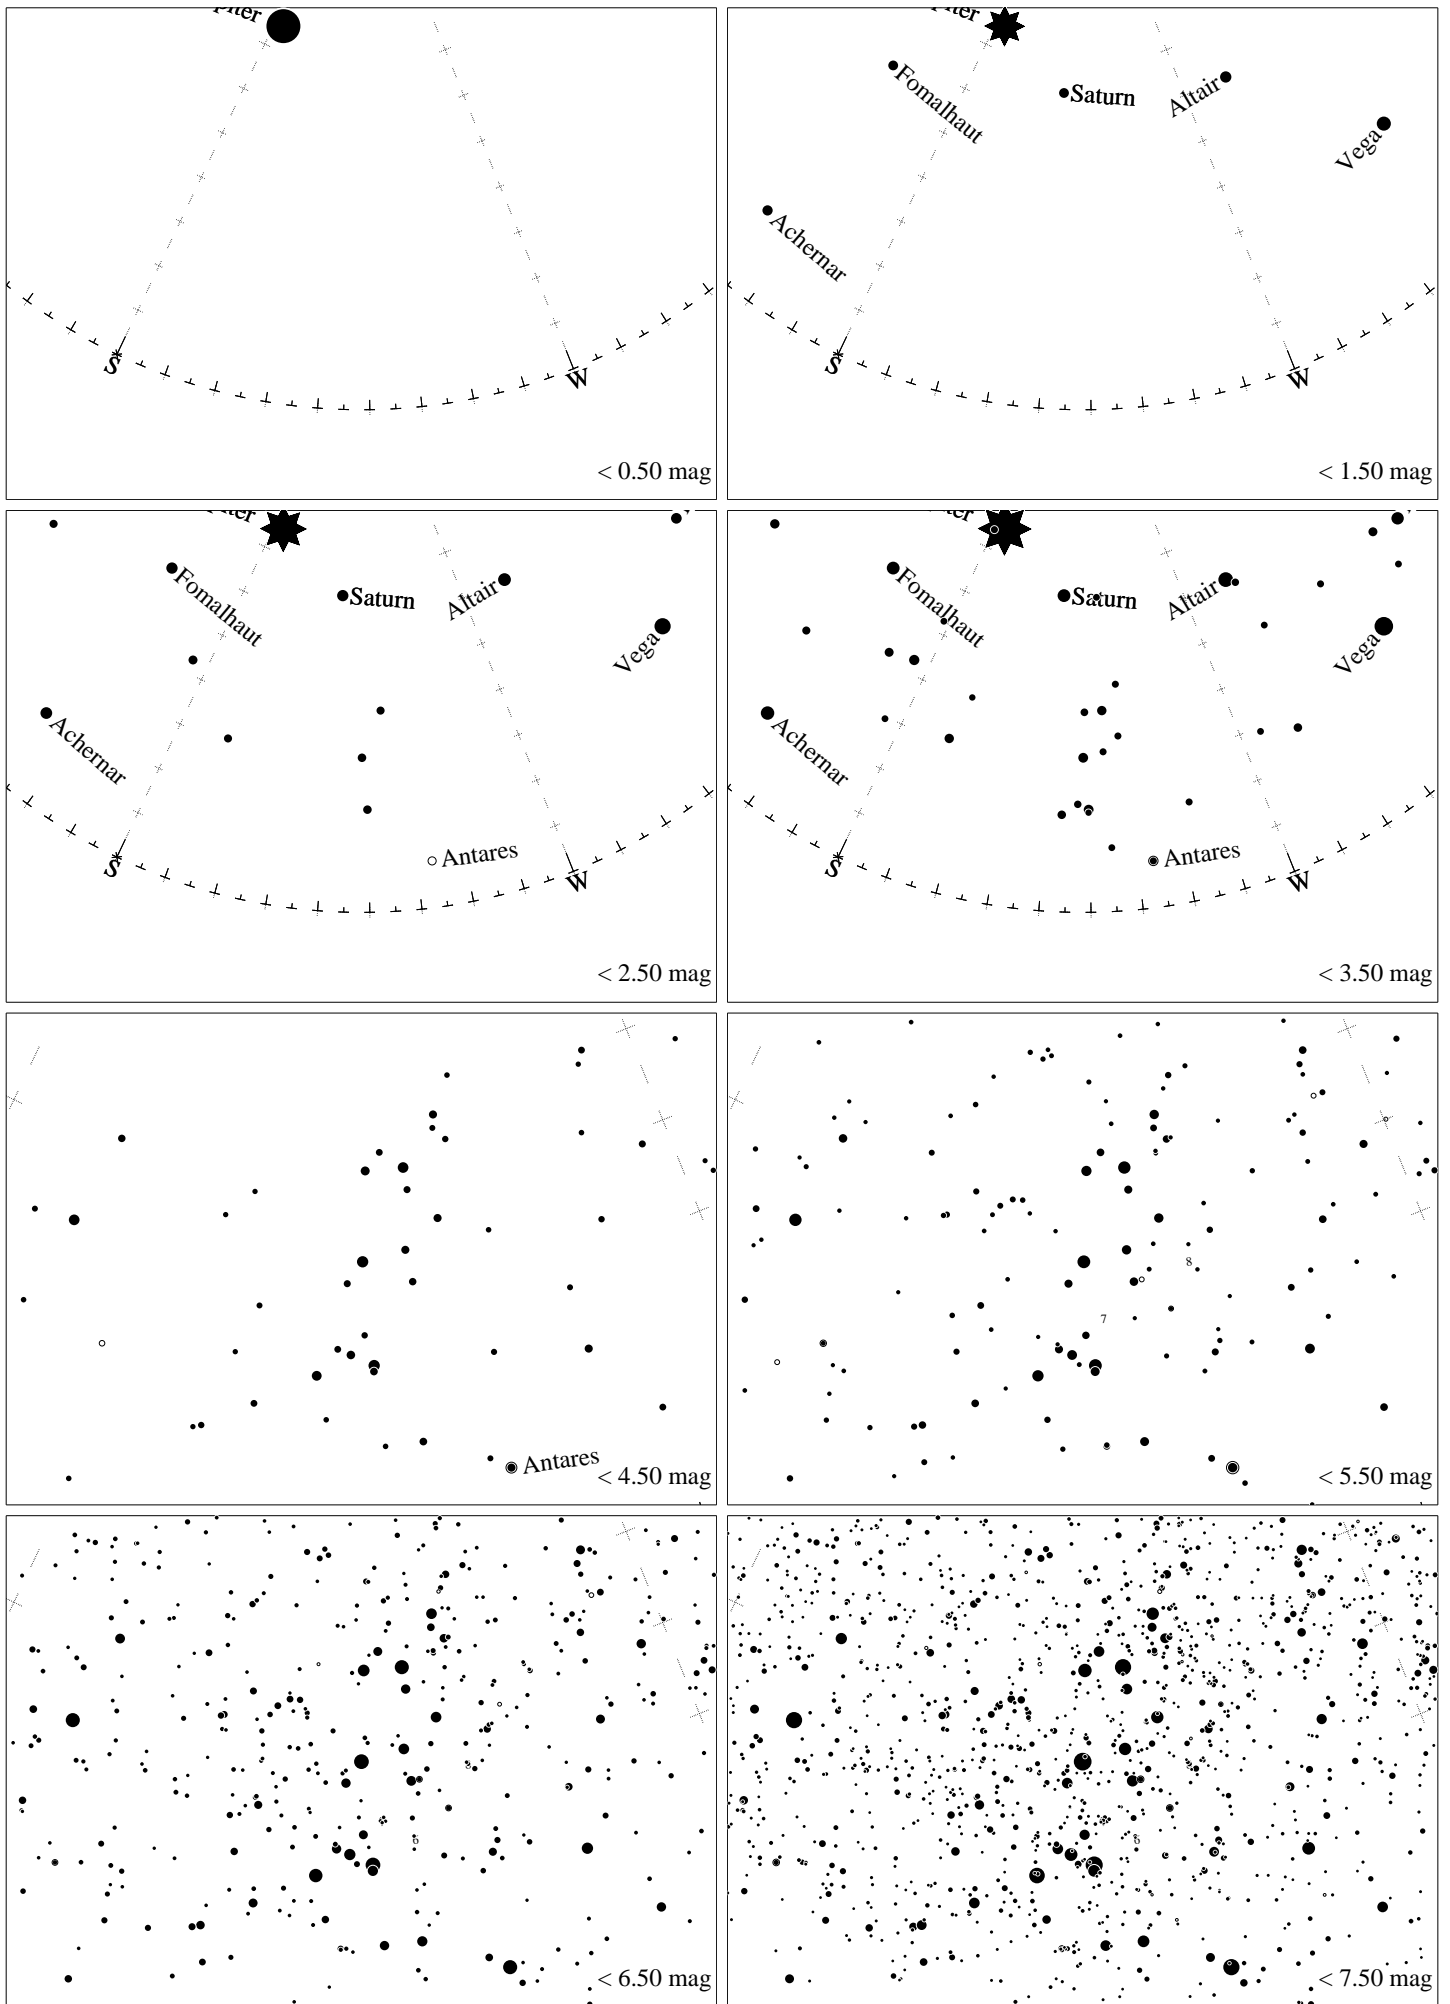 S
W
< 0.50 mag
Fomalhaut
Saturn
Altair
Vega
Achernar
S
W
< 1.50 mag
Fomalhaut
Saturn
Altair
Vega
Achernar
Antares
S
W
< 2.50 mag
Fomalhaut
Saturn
Altair
Vega
Achernar
Antares
S
W
< 3.50 mag
Antares
< 4.50 mag
8
7
< 5.50 mag
6
< 6.50 mag
6
< 7.50 mag